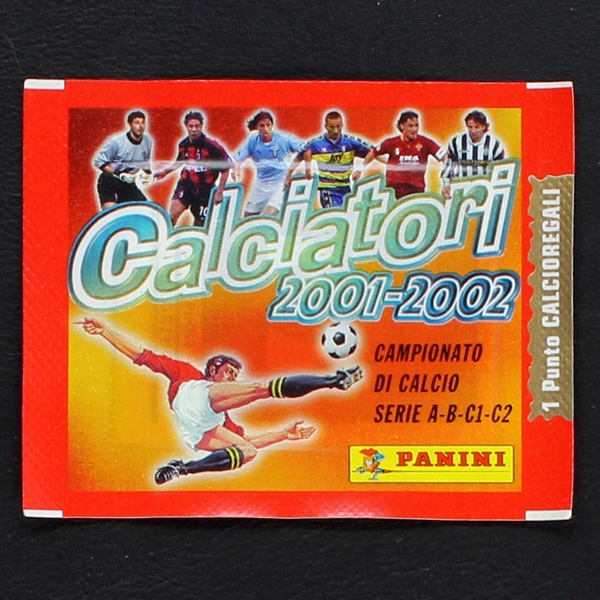 Calciatori
2001-2002
CAMPIONATO
DI CALCIO
SERIE A-B-C1-C2
PANINI
1 Punto CALCIOREGALI